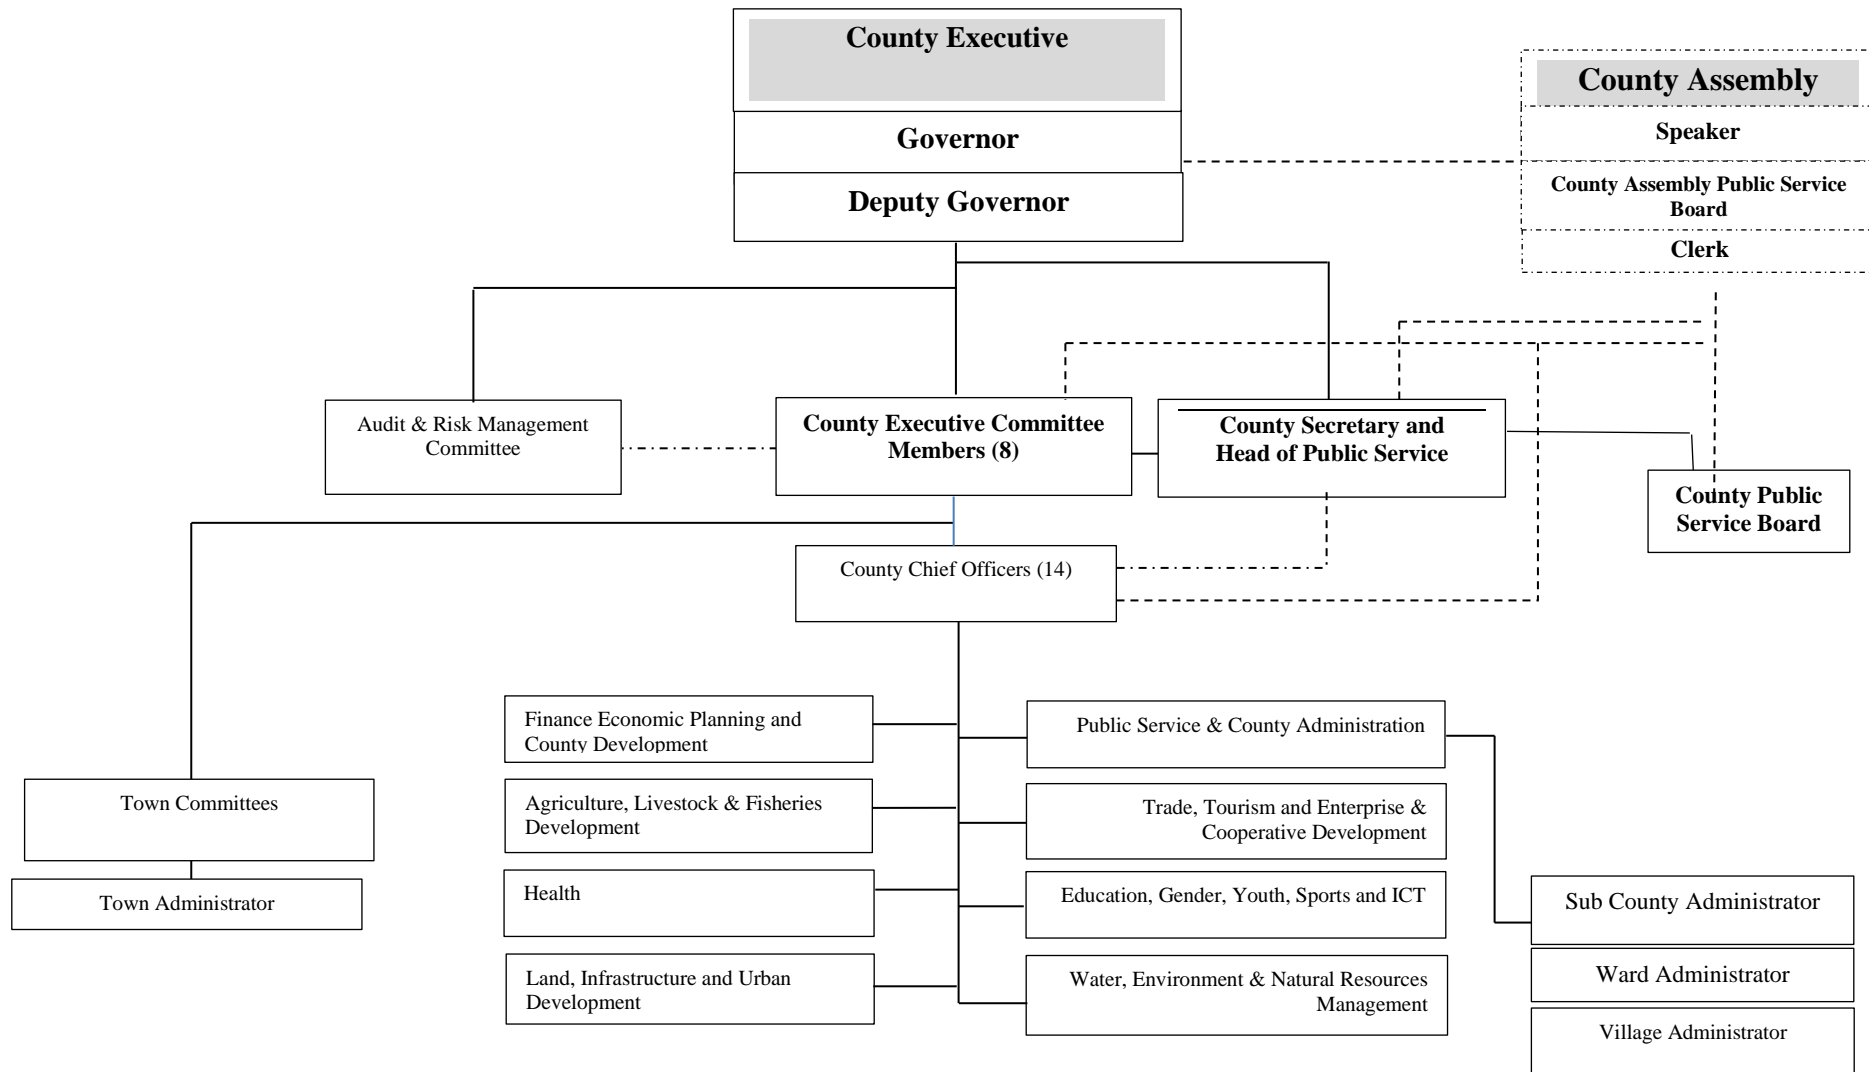 County Executive
Governor
Deputy Governor
County Assembly
Speaker
County Assembly Public Service
Board
Clerk
Audit & Risk Management
Committee
County Executive Committee
Members (8)
County Secretary and
Head of Public Service
County Public
Service Board
County Chief Officers (14)
Finance Economic Planning and
County Development
Public Service & County Administration
Town Committees
Agriculture, Livestock & Fisheries
Development
Trade, Tourism and Enterprise &
Cooperative Development
Town Administrator
Health
Education, Gender, Youth, Sports and ICT
Sub County Administrator
Land, Infrastructure and Urban
Development
Water, Environment & Natural Resources
Management
Ward Administrator
Village Administrator